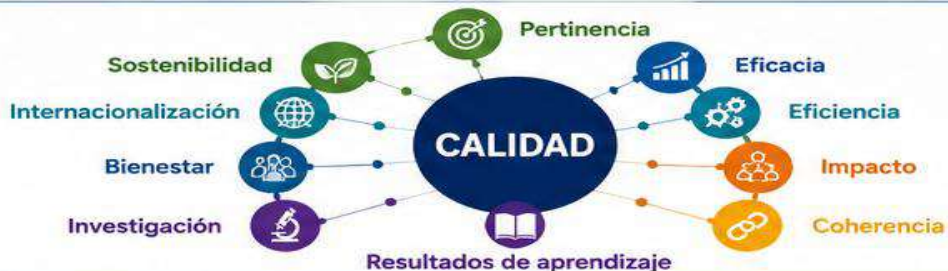 Pertinencia
Sostenibilidad
Eficacia
Internacionalización
Eficiencia
CALIDAD
Bienestar
Impacto
Investigación
Coherencia
Resultados de aprendizaje